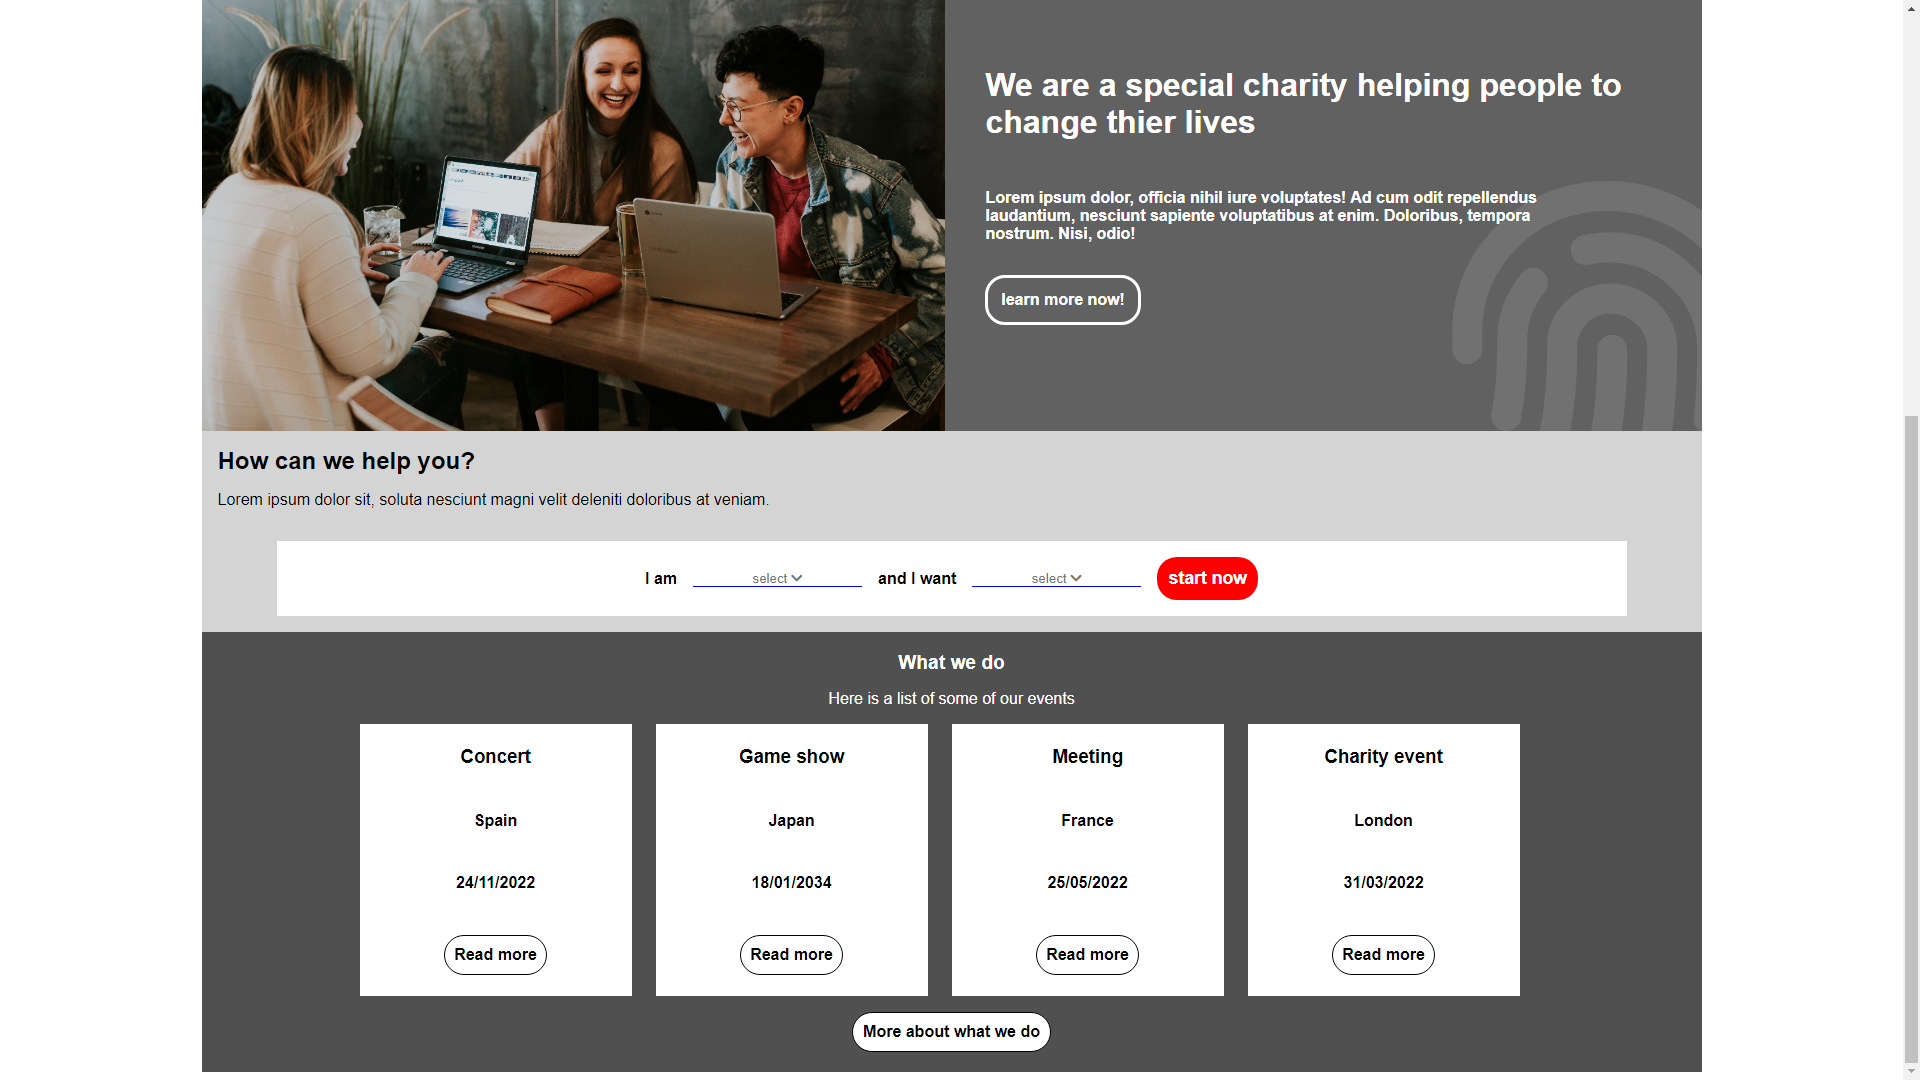 We are a special charity helping people to
change thier lives
Lorem ipsum dolor, officia nihil iure voluptates! Ad cum odit repellendus
laudantium, nesciunt sapiente voluptatibus at enim. Doloribus, tempora
nostrum. Nisi, odio!
learn more now!
How can we help you?
Lorem ipsum dolor sit, soluta nesciunt magni velit deleniti doloribus at veniam.
I am select and I want select start now
What we do
Here is a list of some of our events
Concert
Spain
24/11/2022
Read more
Game show
Japan
18/01/2034
Read more
Meeting
France
25/05/2022
Read more
Charity event
London
31/03/2022
Read more
More about what we do